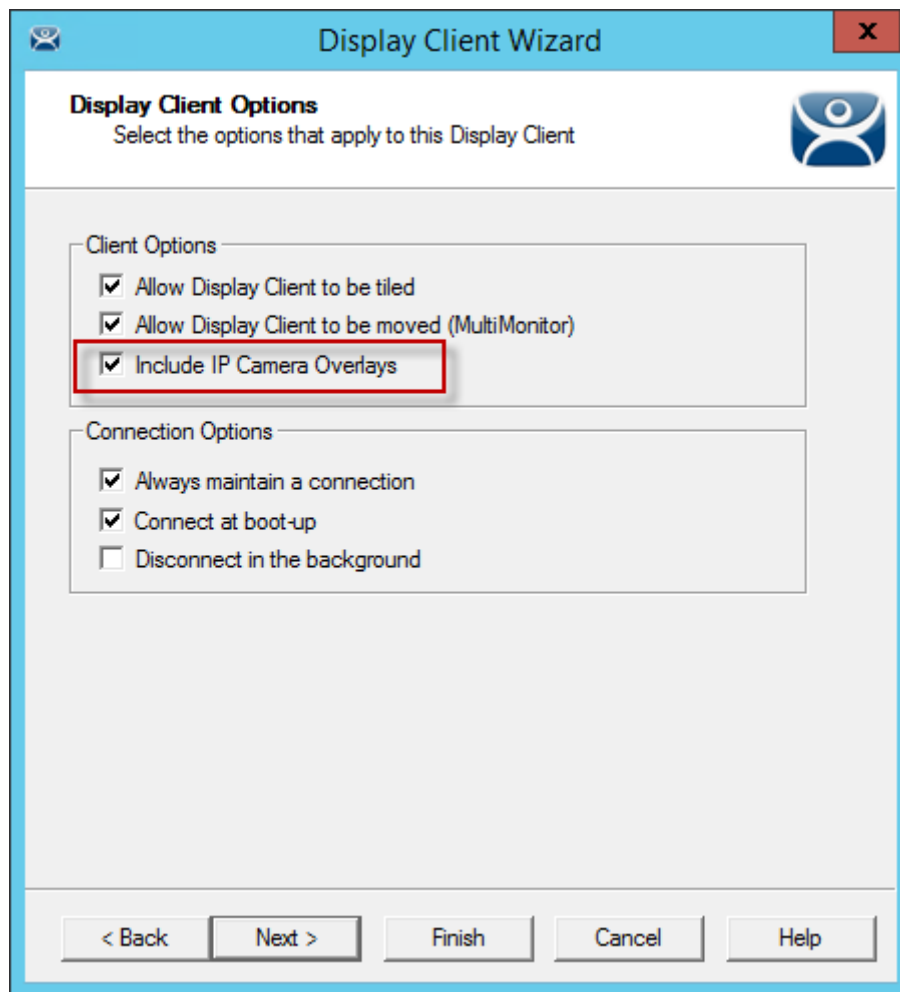 Display Client Wizard
x
Display Client Options
Select the options that apply to this Display Client
Client Options
Allow Display Client to be tiled
Allow Display Client to be moved (MultiMonitor)
Include IP Camera Overlays
Connection Options
Always maintain a connection
Connect at boot-up
Disconnect in the background
< Back Next > Finish Cancel Help